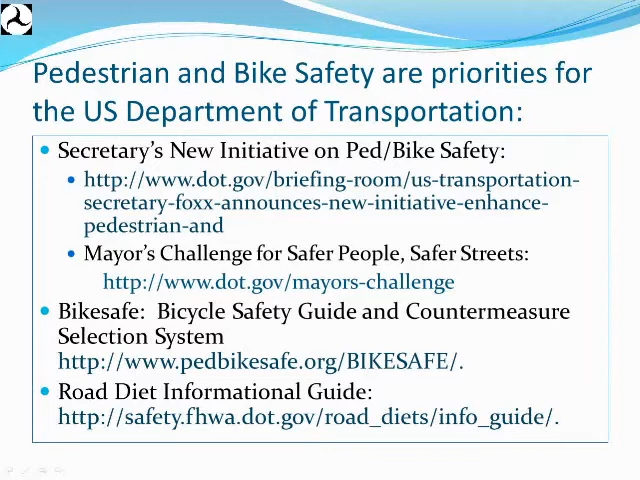 Pedestrian and Bike Safety are priorities for
the US Department of Transportation:
• Secretary's New Initiative on Ped/Bike Safety:
• http://www.dot.gov/briefing-room/us-transportation-
secretary-foxx-announces-new-initiative-enhance-
pedestrian-and
• Mayor's Challenge for Safer People, Safer Streets:
http://www.dot.gov/mayors-challenge
• Bikesafe:  Bicycle Safety Guide and Countermeasure
Selection System
http://www.pedbikesafe.org/BIKESAFE/.
• Road Diet Informational Guide:
http://safety.fhwa.dot.gov/road_diets/info_guide/.